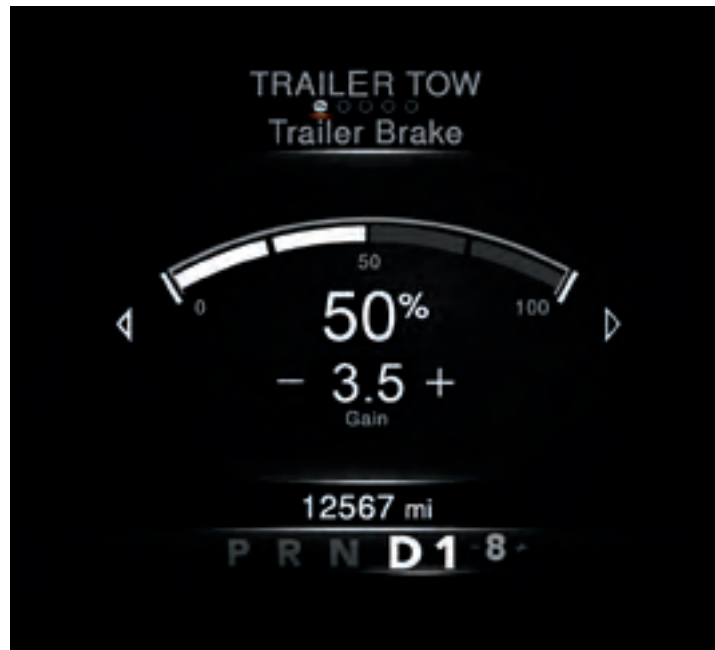 TRAILER TOW
Trailer Brake
50
0
100
50%
- 3.5 +
Gain
12567 mi
P R N D 1 -8-